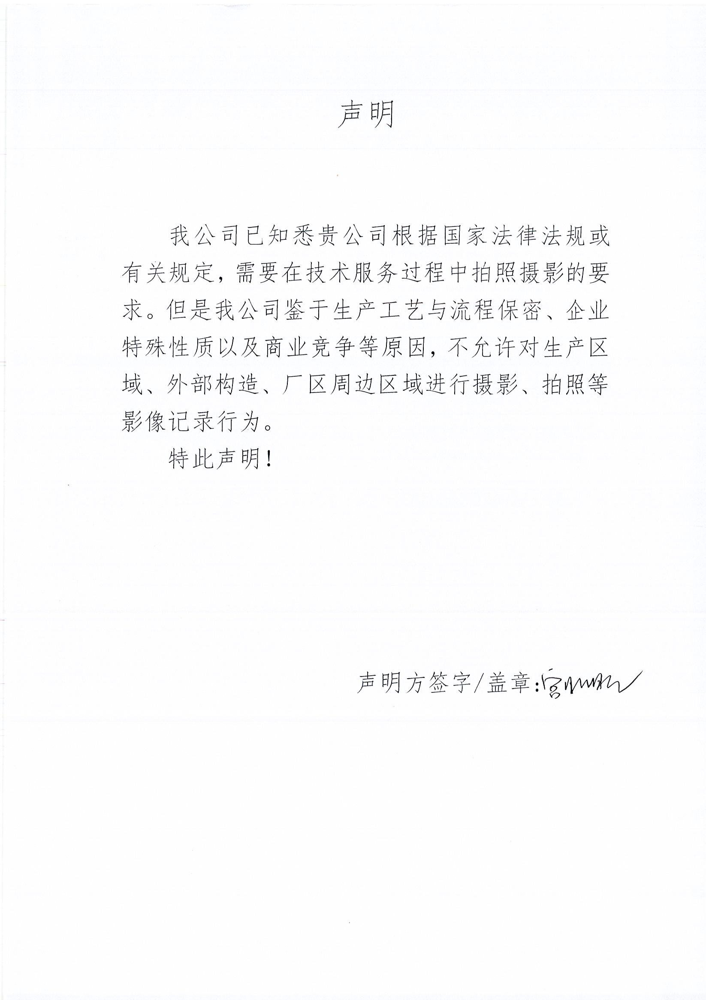 声明
我公司已知悉贵公司根据国家法律法规或
有关规定，需要在技术服务过程中拍照摄影的要
求。但是我公司鉴于生产工艺与流程保密、企业
特殊性质以及商业竞争等原因，不允许对生产区
域、外部构造、厂区周边区域进行摄影、拍照等
影像记录行为。
特此声明！
声明方签字/盖章：宫